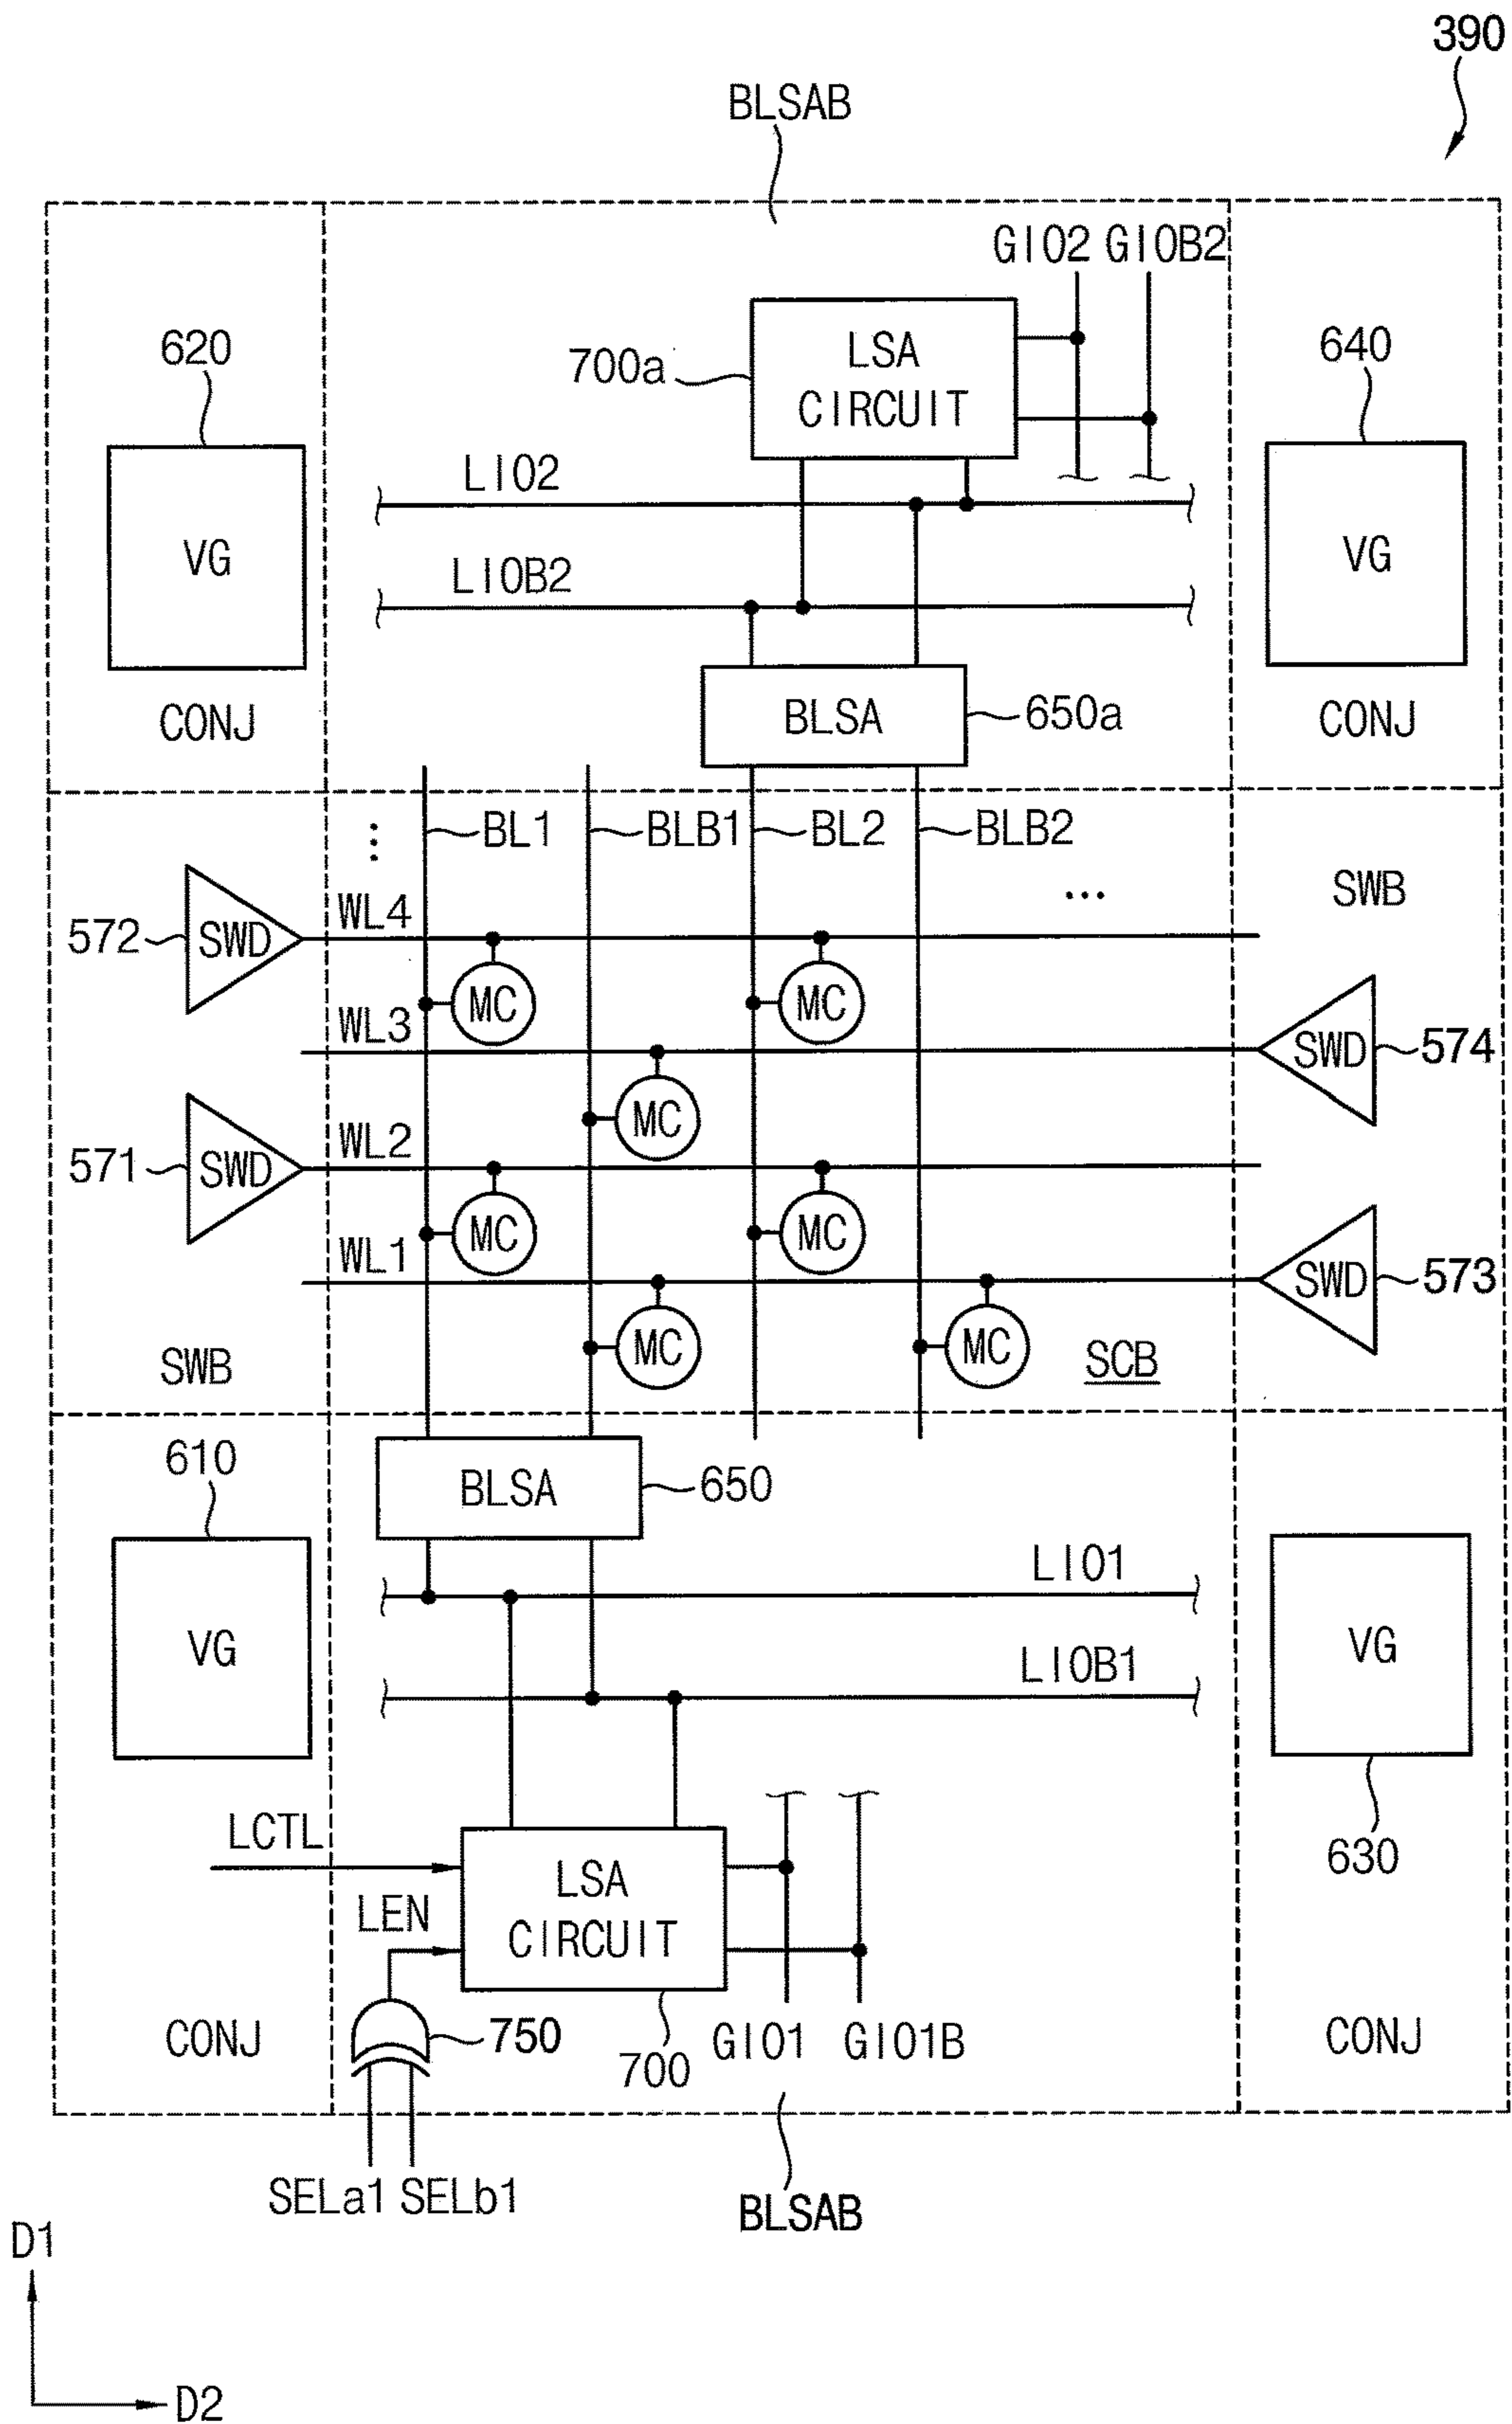 390
BLSAB
GIO2 GIOB2
620
700a
LSA
CIRCUIT
640
LIO2
VG
VG
LIOB2
CONJ
BLSA
650a
CONJ
BL1
BLB1
BL2
BLB2
SWB
572
SWD
WL4
MC
MC
WL3
SWD
574
MC
571
SWD
WL2
MC
MC
WL1
SWD
573
MC
MC
SCB
SWB
610
BLSA
650
LIO1
VG
VG
LIOB1
LCTL
630
LEN
LSA
CIRCUIT
CONJ
750
700
GIO1
GIO1B
CONJ
SELa1 SELb1
BLSAB
D1
D2